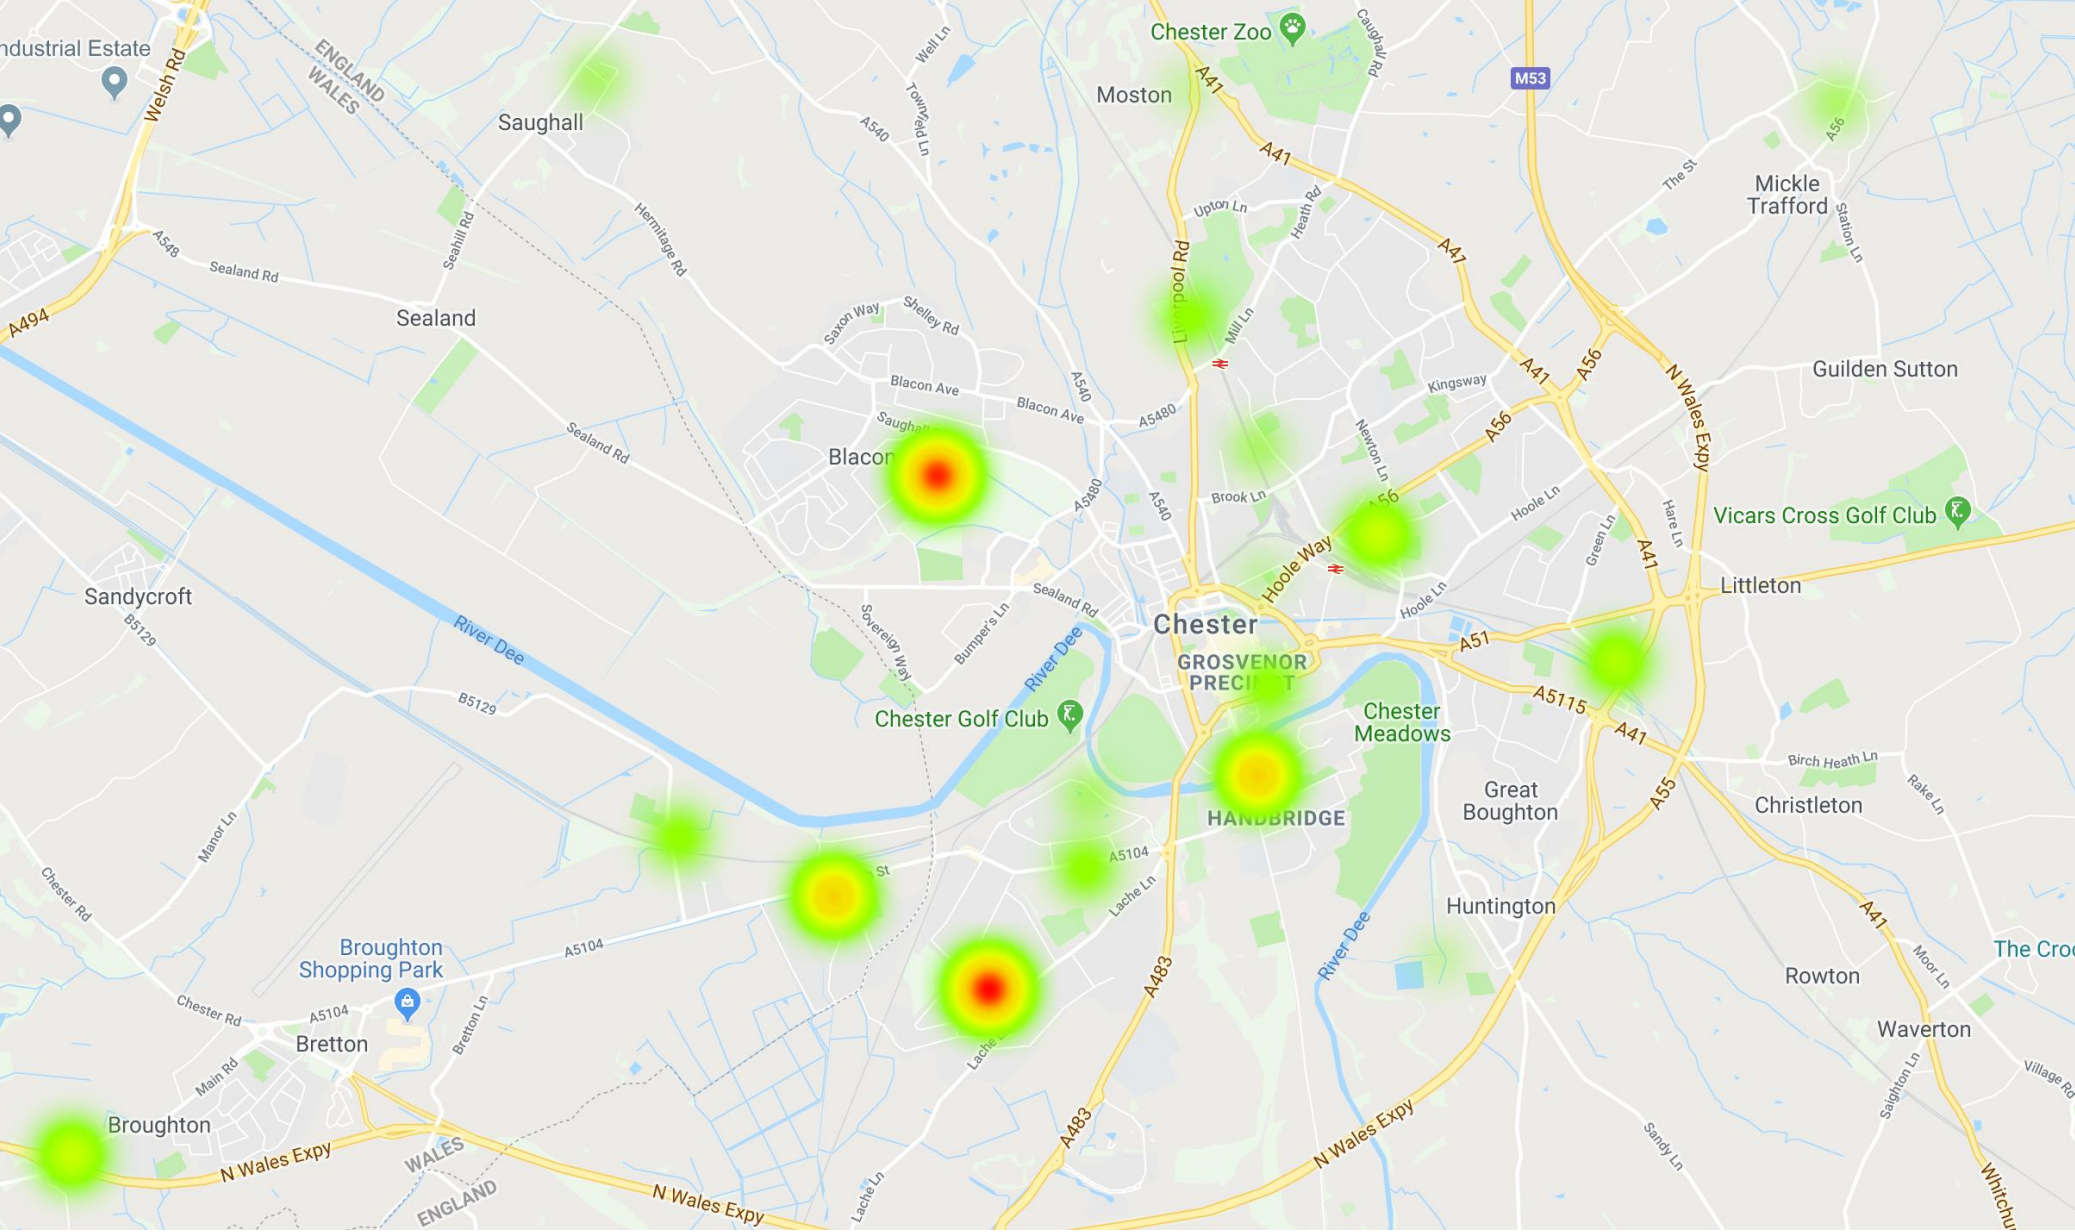 ndustrial Estate
Welsh Rd
ENGLAND
WALES
Saughall
Well Ln
Townfield Ln
A540
Chester Zoo
Caughall Rd
Moston
A41
M53
A56
The St
Mickle
Trafford
Station Ln
A41
Upton Ln
Heath Rd
A548
Sealand Rd
Seahill Rd
Hermitage Rd
A494
Sealand
Saxon Way
Shelley Rd
Liverpool Rd
Mill Ln
A41
A56
A41
N Wales Expy
Guilden Sutton
Blacon Ave
Blacon Ave
A540
A5480
Kingsway
A56
Newton Ln
Sealand Rd
Saughall
Blacon
A5480
A540
Brook Ln
A56
Hoole Ln
Hare Ln
Green Ln
Vicars Cross Golf Club
A41
Hoole Way
Littleton
Sandycroft
B5129
River Dee
Sovereign Way
Bumper's Ln
Sealand Rd
River Dee
Chester
Hoole Ln
A51
GROSVENOR
PRECINCT
B5129
Chester Golf Club
Chester
Meadows
A5115
A41
Birch Heath Ln
Rake Ln
Great
Boughton
A55
Christleton
Manor Ln
HANDBRIDGE
A5104
St
Lache Ln
Chester Rd
Huntington
A41
Broughton
Shopping Park
A5104
River Dee
A483
Rowton
Moor Ln
The Croc
Chester Rd
A5104
Bretton
Bretton Ln
Waverton
Main Rd
Lache Ln
Saighton Ln
Village Rd
Broughton
N Wales Expy
WALES
ENGLAND
N Wales Expy
Lache Ln
A483
N Wales Expy
Sandy Ln
Whitchu